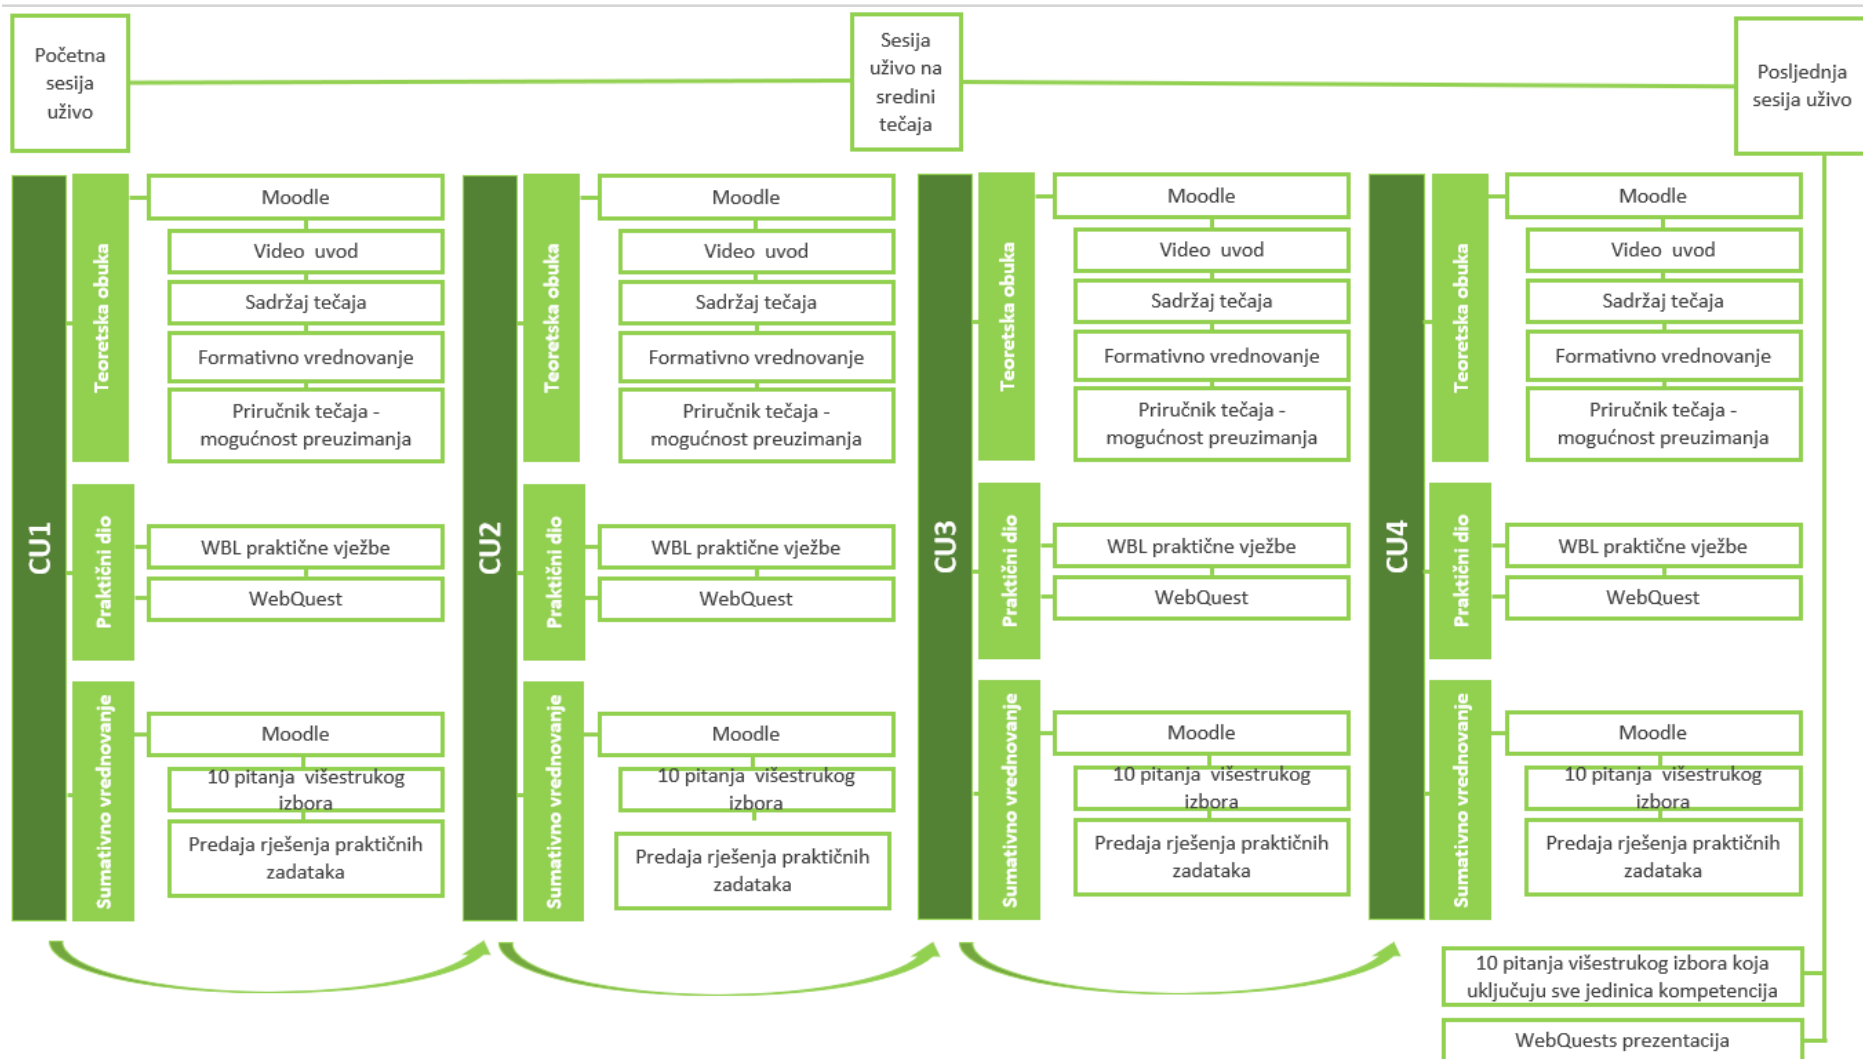 Početna
sesija
uživo
Sesija
uživo na
sredini
tečaja
Posljednja
sesija uživo
CU1
Teoretska obuka
Moodle
Video  uvod
Sadržaj tečaja
Formativno vrednovanje
Priručnik tečaja -
mogućnost preuzimanja
Praktični dio
WBL praktične vježbe
WebQuest
Sumativno vrednovanje
Moodle
10 pitanja  višestrukog
izbora
Predaja rješenja praktičnih
zadataka
CU2
Teoretska obuka
Moodle
Video  uvod
Sadržaj tečaja
Formativno vrednovanje
Priručnik tečaja -
mogućnost preuzimanja
Praktični dio
WBL praktične vježbe
WebQuest
Sumativno vrednovanje
Moodle
10 pitanja  višestrukog
izbora
Predaja rješenja praktičnih
zadataka
CU3
Teoretska obuka
Moodle
Video  uvod
Sadržaj tečaja
Formativno vrednovanje
Priručnik tečaja -
mogućnost preuzimanja
Praktični dio
WBL praktične vježbe
WebQuest
Sumativno vrednovanje
Moodle
10 pitanja  višestrukog
izbora
Predaja rješenja praktičnih
zadataka
CU4
Teoretska obuka
Moodle
Video  uvod
Sadržaj tečaja
Formativno vrednovanje
Priručnik tečaja -
mogućnost preuzimanja
Praktični dio
WBL praktične vježbe
WebQuest
Sumativno vrednovanje
Moodle
10 pitanja  višestrukog
izbora
Predaja rješenja praktičnih
zadataka
10 pitanja višestrukog izbora koja
uključuju sve jedinica kompetencija
WebQuests prezentacija